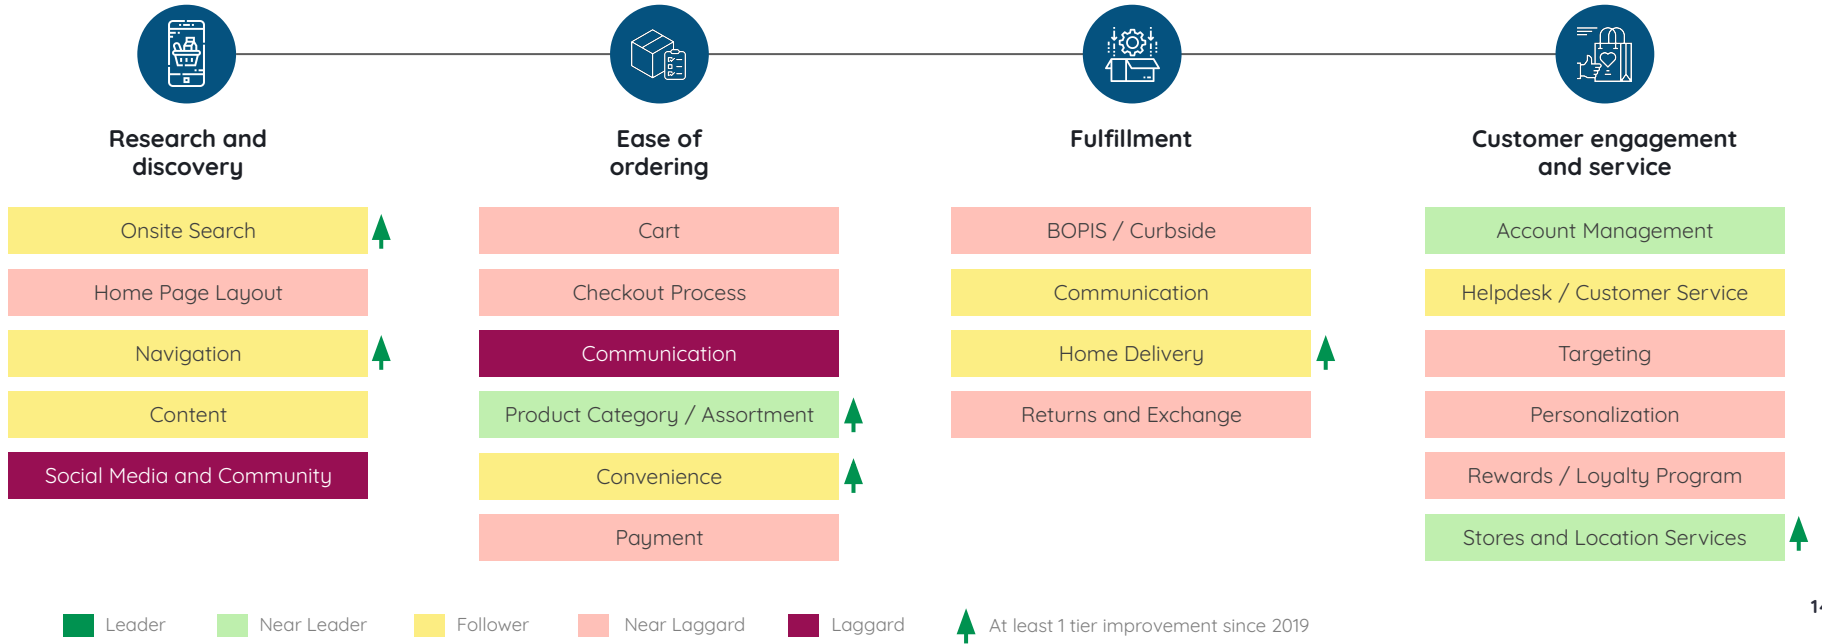 Research and
discovery
Onsite Search
Home Page Layout
Navigation
Content
Social Media and Community
Ease of
ordering
Cart
Checkout Process
Communication
Product Category / Assortment
Convenience
Payment
Fulfillment
BOPIS / Curbside
Communication
Home Delivery
Returns and Exchange
Customer engagement
and service
Account Management
Helpdesk / Customer Service
Targeting
Personalization
Rewards / Loyalty Program
Stores and Location Services
Leader
Near Leader
Follower
Near Laggard
Laggard
At least 1 tier improvement since 2019